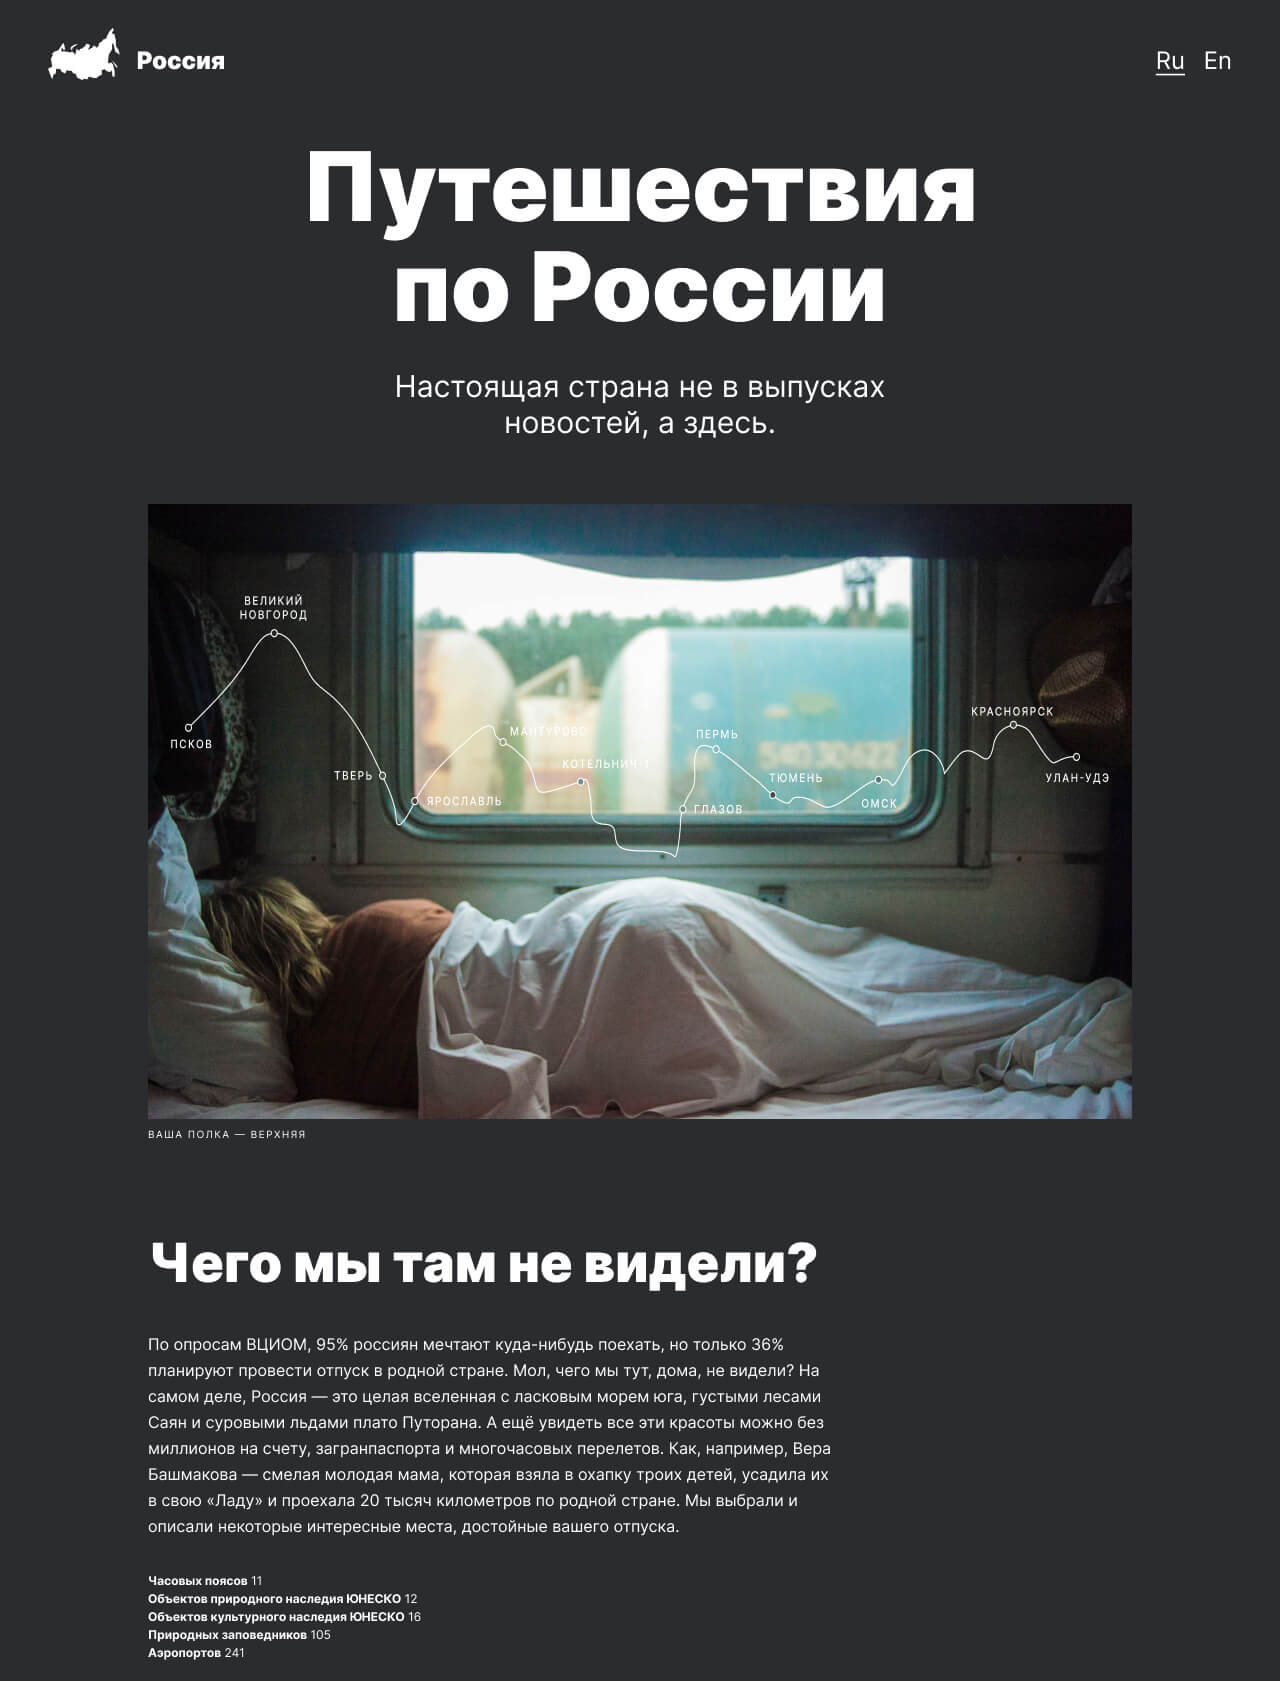 Россия
Ru En
Путешествия
по России
Настоящая страна не в выпусках
новостей, а здесь.
ВЕЛИКИЙ
НОВГОРОД
ПСКОВ
ТВЕРЬ
ЯРОСЛАВЛЬ
МАНТУРОВО
КОТЕЛЬНИЧ-1
ГЛАЗОВ
ПЕРМЬ
ТЮМЕНЬ
ОМСК
КРАСНОЯРСК
УЛАН-УДЭ
54030622
ВАША ПОЛКА — ВЕРХНЯЯ
Чего мы там не видели?
По опросам ВЦИОМ, 95% россиян мечтают куда-нибудь поехать, но только 36%
планируют провести отпуск в родной стране. Мол, чего мы тут, дома, не видели? На
самом деле, Россия — это целая вселенная с ласковым морем юга, густыми лесами
Саян и суровыми льдами плато Путорана. А ещё увидеть все эти красоты можно без
миллионов на счету, загранпаспорта и многочасовых перелетов. Как, например, Вера
Башмакова — смелая молодая мама, которая взяла в охапку троих детей, усадила их
в свою «Ладу» и проехала 20 тысяч километров по родной стране. Мы выбрали и
описали некоторые интересные места, достойные вашего отпуска.
Часовых поясов 11
Объектов природного наследия ЮНЕСКО 12
Объектов культурного наследия ЮНЕСКО 16
Природных заповедников 105
Аэропортов 241